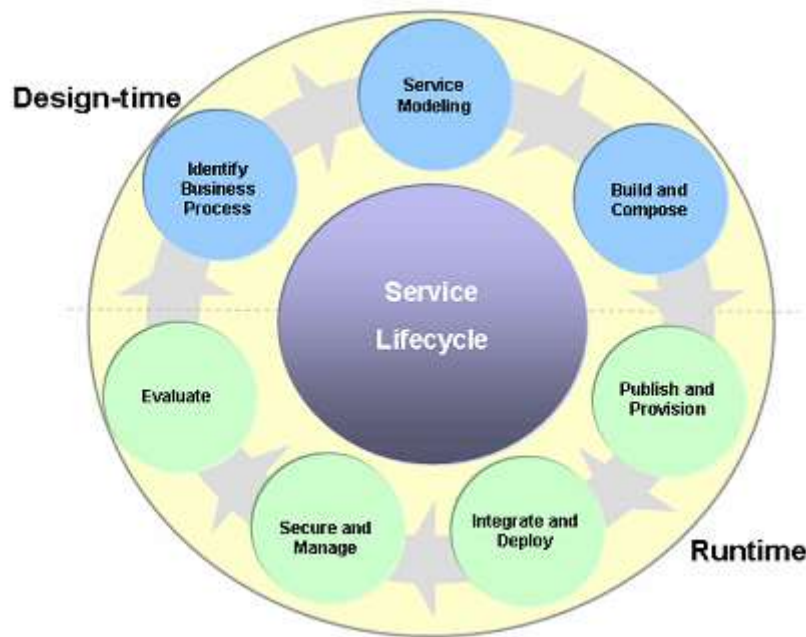 Design-time
Service
Modeling
Identify
Business
Process
Build and
Compose
Service
Lifecycle
Evaluate
Publish and
Provision
Secure and
Manage
Integrate and
Deploy
Runtime